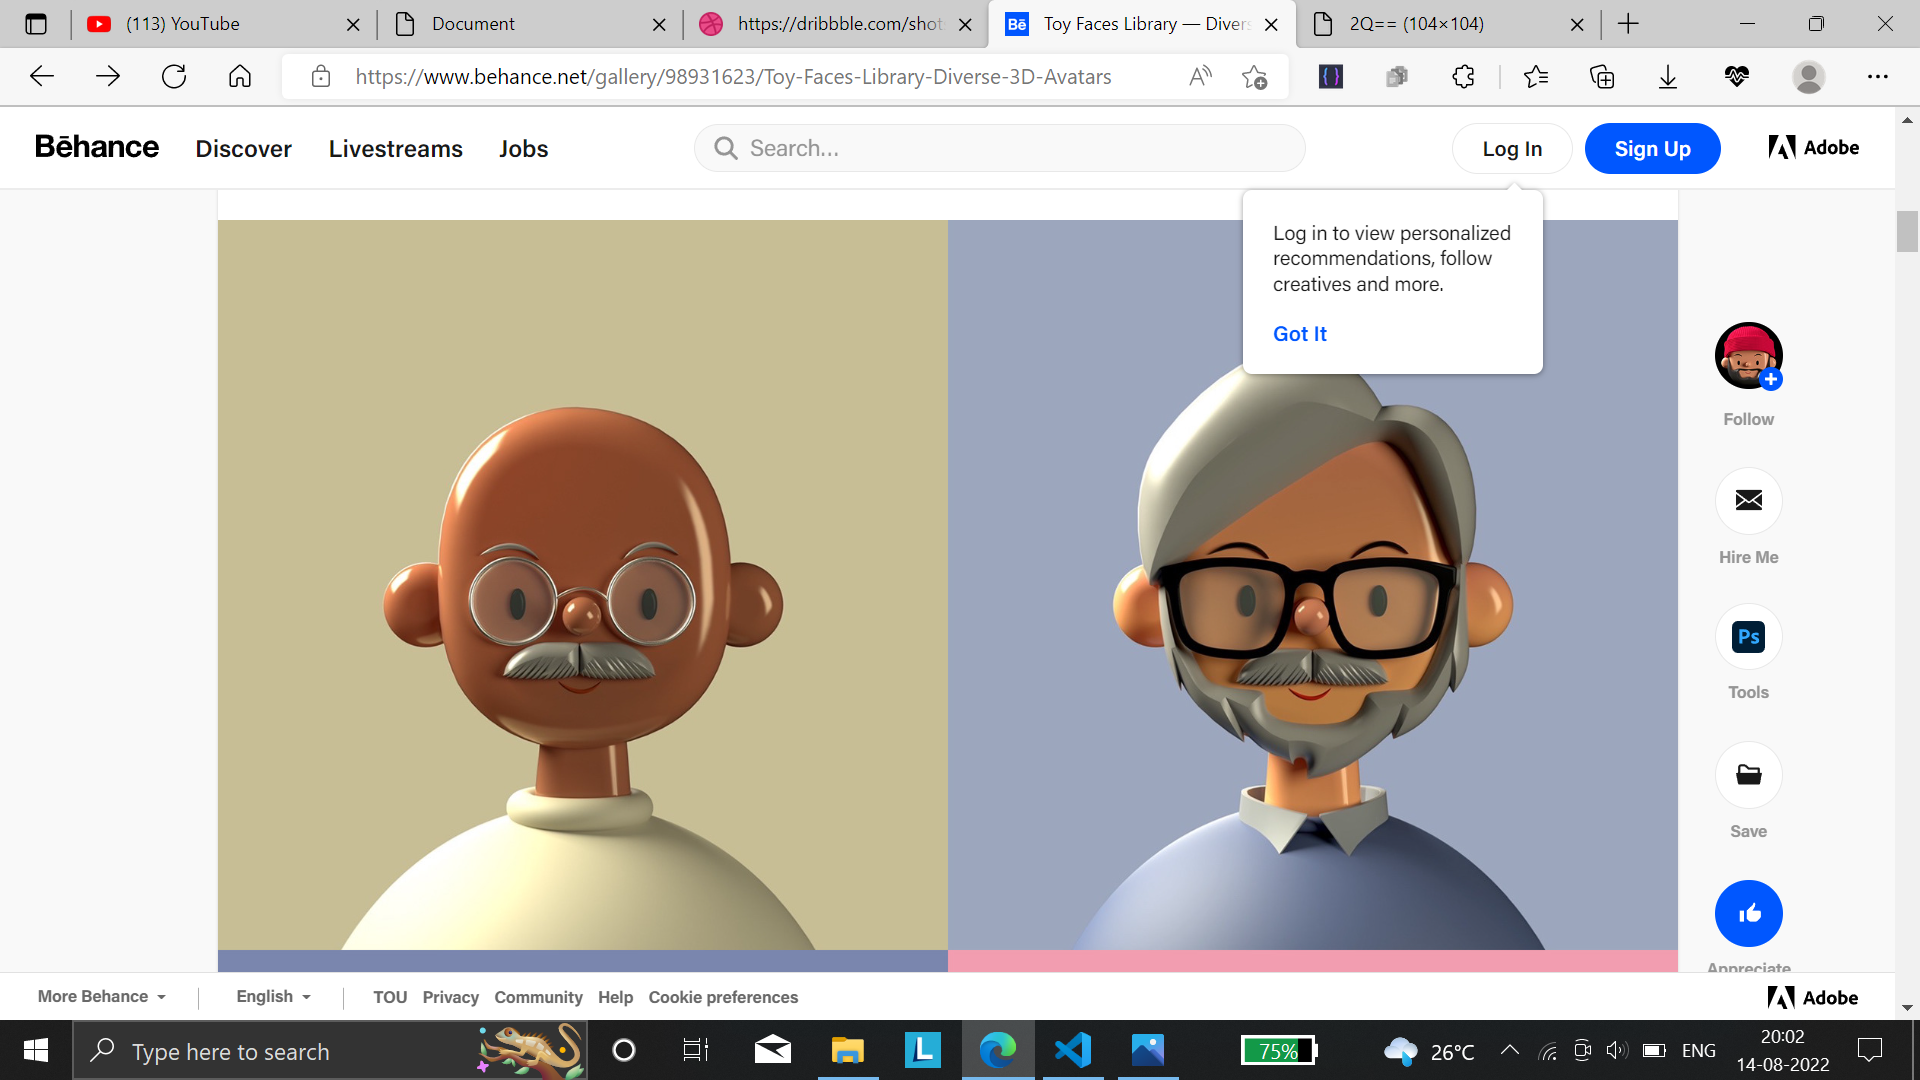 (113) YouTube
Document
https://dribbble.com/shot
Toy Faces Library — Divers
2Q== (104×104)
https://www.behance.net/gallery/98931623/Toy-Faces-Library-Diverse-3D-Avatars
Bēhance
Discover
Livestreams
Jobs
Search...
Log In
Sign Up
Adobe
Log in to view personalized
recommendations, follow
creatives and more.
Got It
Follow
Hire Me
Ps
Tools
Save
Appreciate
More Behance
English
TOU
Privacy
Community
Help
Cookie preferences
Adobe
Type here to search
L
75%
26°C
ENG
20:02
14-08-2022